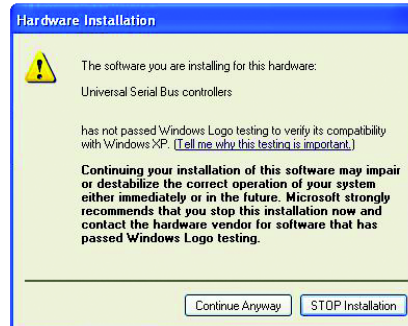 Hardware Installation
The software you are installing for this hardware:
Universal Serial Bus controllers
has not passed Windows Logo testing to verify its compatibility
with Windows XP. (Tell me why this testing is important.)
Continuing your installation of this software may impair
or destabilize the correct operation of your system
either immediately or in the future. Microsoft strongly
recommends that you stop this installation now and
contact the hardware vendor for software that has
passed Windows Logo testing.
Continue Anyway
STOP Installation